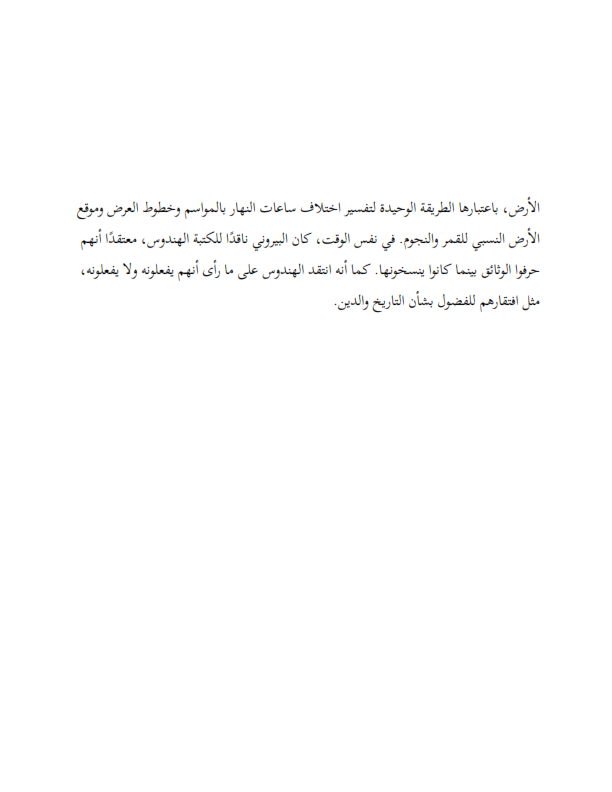 الأرض، باعتبارها الطريقة الوحيدة لتفسير اختلاف ساعات النهار بالمواسم وخطوط العرض وموقع
الأرض النسبي للقمر والنجوم. في نفس الوقت، كان البيروني ناقدًا للكتبة الهندوس، معتقدًا أنهم
حرفوا الوثائق بينما كانوا ينسخونها. كما أنه انتقد الهندوس على ما رأى أنهم يفعلونه ولا يفعلونه،
مثل افتقارهم للفضول بشأن التاريخ والدين.